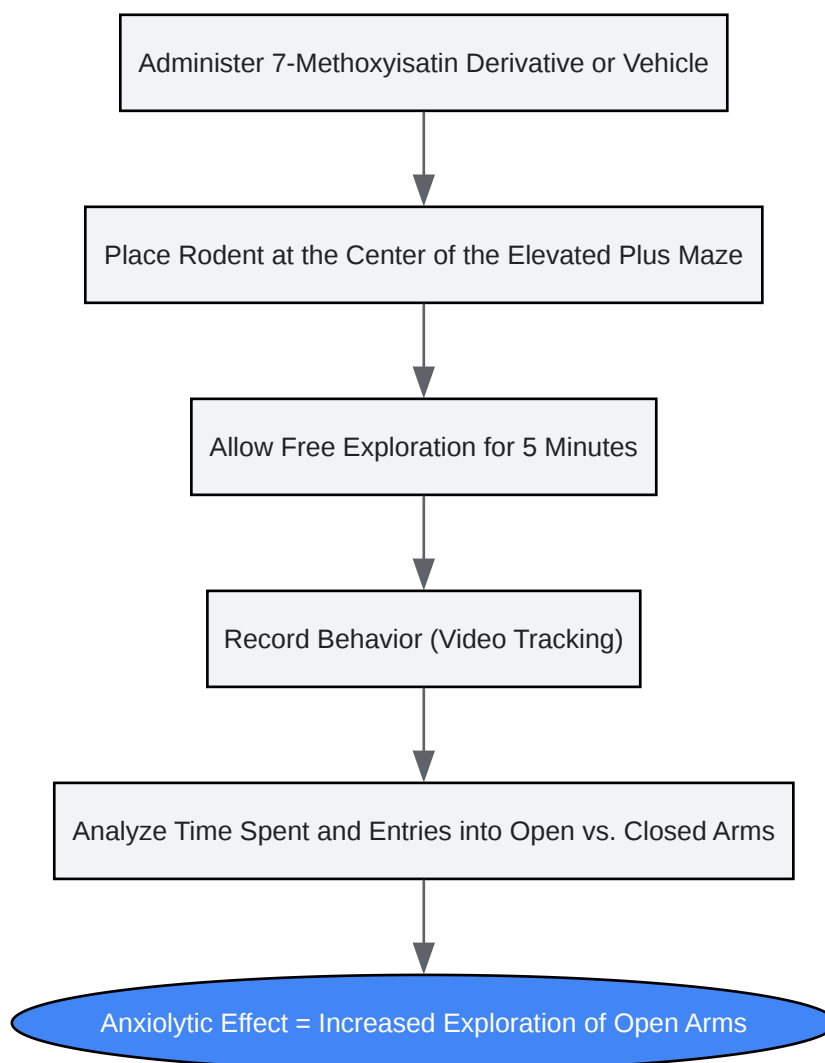 Administer 7-Methoxyisatin Derivative or Vehicle
Place Rodent at the Center of the Elevated Plus Maze
Allow Free Exploration for 5 Minutes
Record Behavior (Video Tracking)
Analyze Time Spent and Entries into Open vs. Closed Arms
Anxiolytic Effect = Increased Exploration of Open Arms